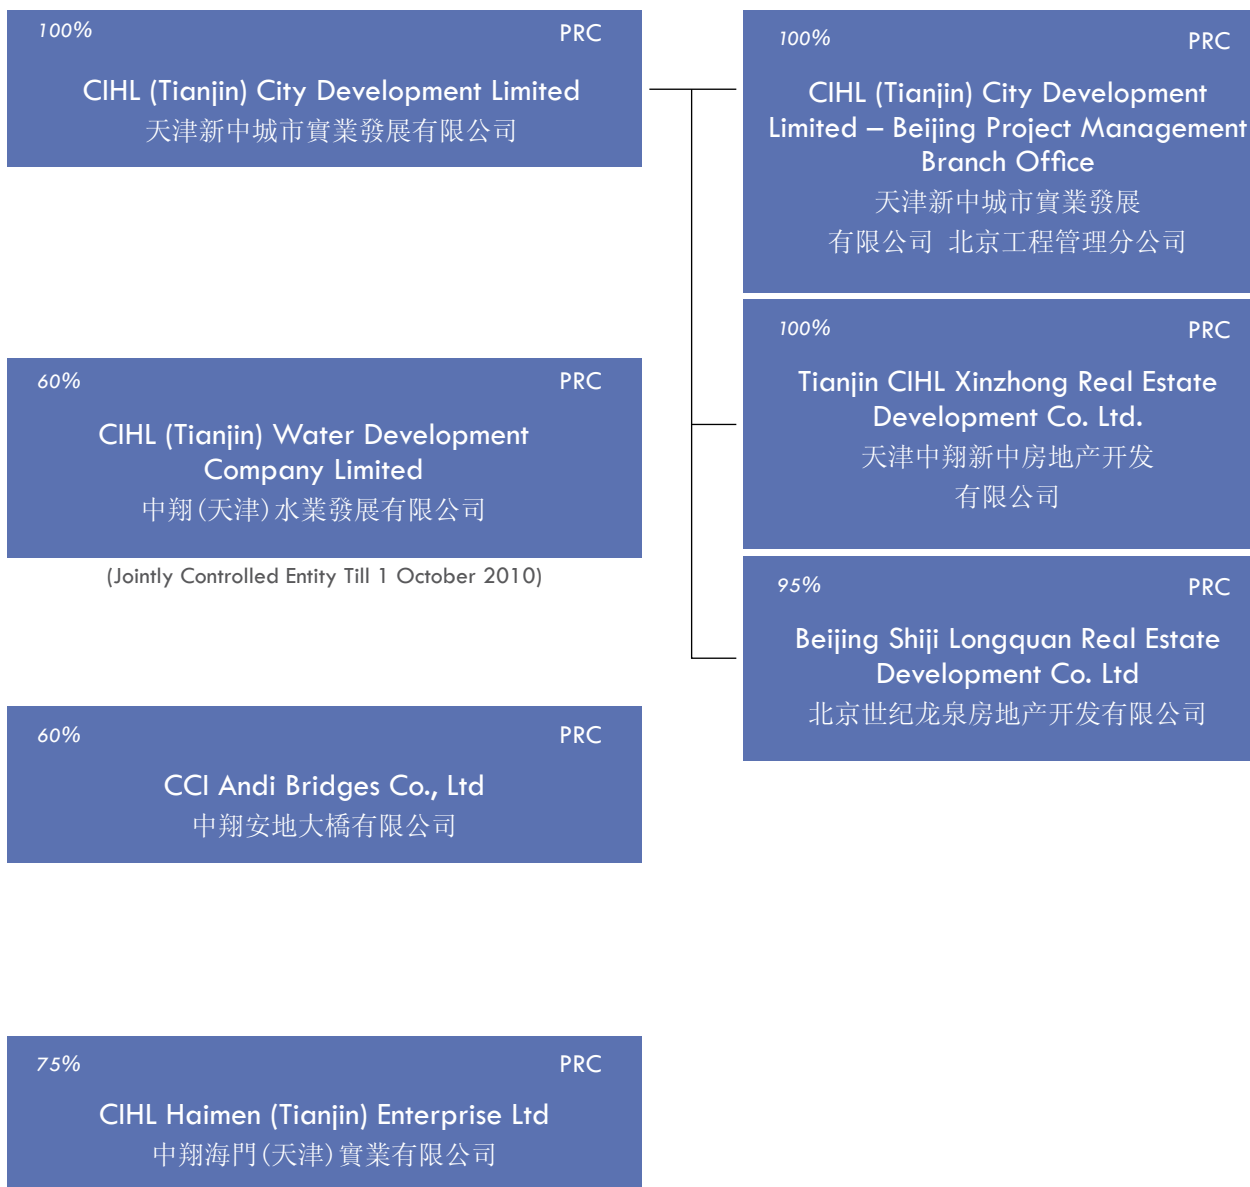 100%
PRC
CIHL (Tianjin) City Development Limited
天津新中城市實業發展有限公司
60%
PRC
CIHL (Tianjin) Water Development
Company Limited
中翔(天津)水業發展有限公司
(Jointly Controlled Entity Till 1 October 2010)
60%
PRC
CCI Andi Bridges Co., Ltd
中翔安地大橋有限公司
75%
PRC
CIHL Haimen (Tianjin) Enterprise Ltd
中翔海門(天津)實業有限公司
100%
PRC
CIHL (Tianjin) City Development
Limited – Beijing Project Management
Branch Office
天津新中城市實業發展
有限公司 北京工程管理分公司
100%
PRC
Tianjin CIHL Xinzhong Real Estate
Development Co. Ltd.
天津中翔新中房地产开发
有限公司
95%
PRC
Beijing Shiji Longquan Real Estate
Development Co. Ltd
北京世纪龙泉房地产开发有限公司